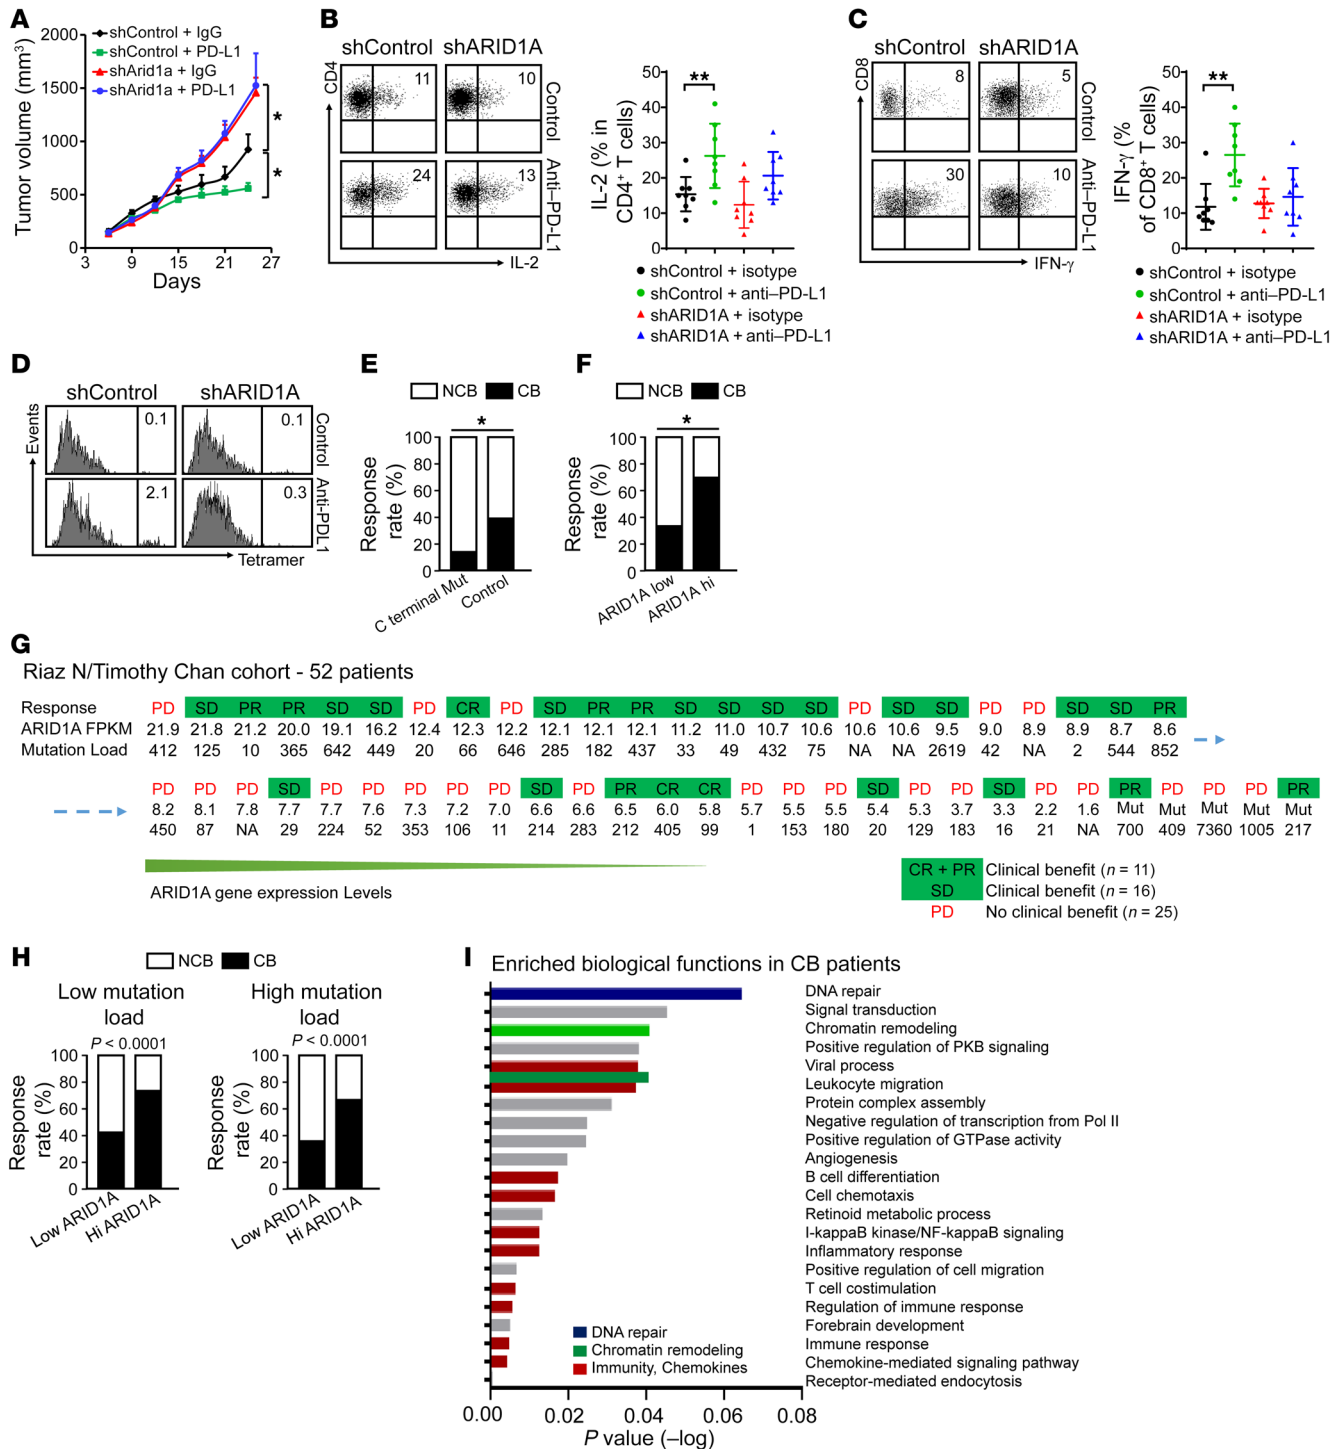 A
shControl + IgG
shControl + PD-L1
shArid1a + IgG
shArid1a + PD-L1
Tumor volume (mm³)
2000
1500
1000
500
0
3 9 15 21 27
Days
*
*
B
shControl shARID1A
CD4
11 10
24 13
Control
Anti-PD-L1
IL-2
IL-2 (% in
CD4⁺ T cells)
50
40
30
20
10
0
**
shControl + isotype
shControl + anti–PD-L1
shARID1A + isotype
shARID1A + anti–PD-L1
C
shControl shARID1A
CD8
8 5
30 10
Control
Anti-PD-L1
IFN-γ
IFN-γ (%
of CD8⁺ T cells)
50
40
30
20
10
0
**
shControl + isotype
shControl + anti–PD-L1
shARID1A + isotype
shARID1A + anti–PD-L1
D
shControl shARID1A
Events
0.1 0.1
2.1 0.3
Control
Anti-PDL1
Tetramer
E
NCB CB
*
Response
rate (%)
100
80
60
40
20
0
C terminal Mut
Control
F
NCB CB
*
Response
rate (%)
100
80
60
40
20
0
ARID1A low
ARID1A hi
G
Riaz N/Timothy Chan cohort - 52 patients
Response PD SD PR PR SD SD PD CR PD SD PR PR SD SD SD SD PD SD SD PD PD SD SD PR
ARID1A FPKM 21.9 21.8 21.2 20.0 19.1 16.2 12.4 12.3 12.2 12.1 12.1 12.1 11.2 11.0 10.7 10.6 10.6 10.6 9.5 9.0 8.9 8.9 8.7 8.6
Mutation Load 412 125 10 365 642 449 20 66 646 285 182 437 33 49 432 75 NA NA 2619 42 NA 2 544 852
PD PD PD SD PD PD PD PD PD SD PD PR CR CR PD PD PD SD PD PD SD PD PD PR PD PD PD PR
8.2 8.1 7.8 7.7 7.7 7.6 7.3 7.2 7.0 6.6 6.6 6.5 6.0 5.8 5.7 5.5 5.5 5.4 5.3 3.7 3.3 2.2 1.6 Mut Mut Mut Mut Mut
450 87 NA 29 224 52 353 106 11 214 283 212 405 99 1 153 180 20 129 183 16 21 NA 700 409 7360 1005 217
ARID1A gene expression Levels
CR + PR Clinical benefit (n = 11)
SD Clinical benefit (n = 16)
PD No clinical benefit (n = 25)
H
NCB CB
Low mutation
load
P < 0.0001
Response
rate (%)
100
80
60
40
20
0
Low ARID1A
Hi ARID1A
High mutation
load
P < 0.0001
Response
rate (%)
100
80
60
40
20
0
Low ARID1A
Hi ARID1A
I
Enriched biological functions in CB patients
DNA repair
Signal transduction
Chromatin remodeling
Positive regulation of PKB signaling
Viral process
Leukocyte migration
Protein complex assembly
Negative regulation of transcription from Pol II
Positive regulation of GTPase activity
Angiogenesis
B cell differentiation
Cell chemotaxis
Retinoid metabolic process
I-kappaB kinase/NF-kappaB signaling
Inflammatory response
Positive regulation of cell migration
T cell costimulation
Regulation of immune response
Forebrain development
Immune response
Chemokine-mediated signaling pathway
Receptor-mediated endocytosis
DNA repair
Chromatin remodeling
Immunity, Chemokines
0.00 0.02 0.04 0.06 0.08
P value (–log)